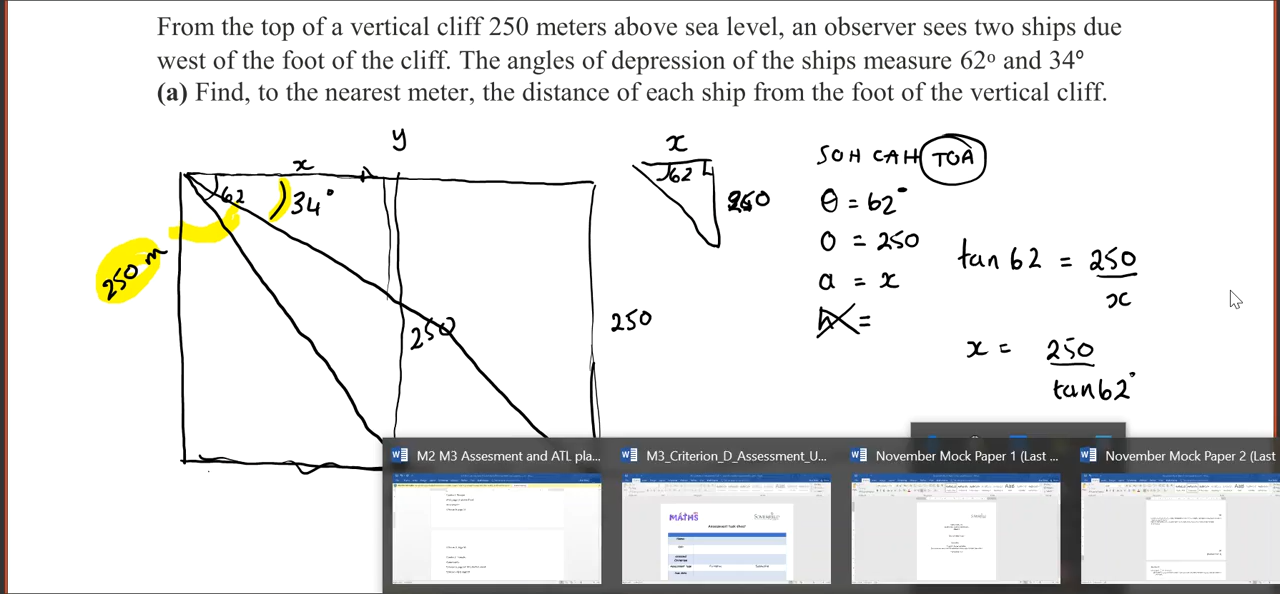 From the top of a vertical cliff 250 meters above sea level, an observer sees two ships due
west of the foot of the cliff. The angles of depression of the ships measure 62º and 34º
(a) Find, to the nearest meter, the distance of each ship from the foot of the vertical cliff.
y
x
62
34°
250 m
250
250
x
62
250
SOH CAH TOA
θ = 62°
O = 250
a = x
h =
tan 62 = 250
x
x = 250
tan 62°
M2 M3 Assesment and ATL pla...
M3_Criterion_D_Assessment_U...
November Mock Paper 1 (Last ...
November Mock Paper 2 (Last
MATHS